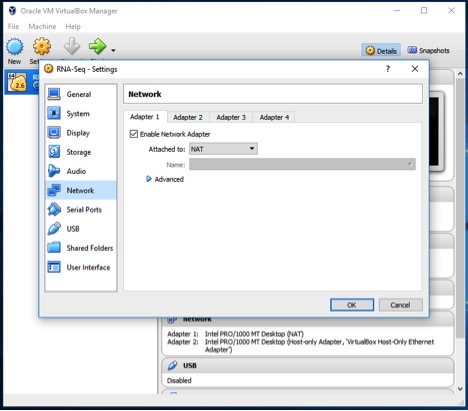 Oracle VM VirtualBox Manager
File Machine Help
New
Details
Snapshots
64
2.6
RNA-Seq - Settings
?
General
System
Display
Storage
Audio
Network
Serial Ports
USB
Shared Folders
User Interface
Network
Adapter 1 Adapter 2 Adapter 3 Adapter 4
Enable Network Adapter
Attached to: NAT
Name:
Advanced
OK Cancel
Network
Adapter 1: Intel PRO/1000 MT Desktop (NAT)
Adapter 2: Intel PRO/1000 MT Desktop (Host-only Adapter, 'VirtualBox Host-Only Ethernet
Adapter')
USB
Disabled